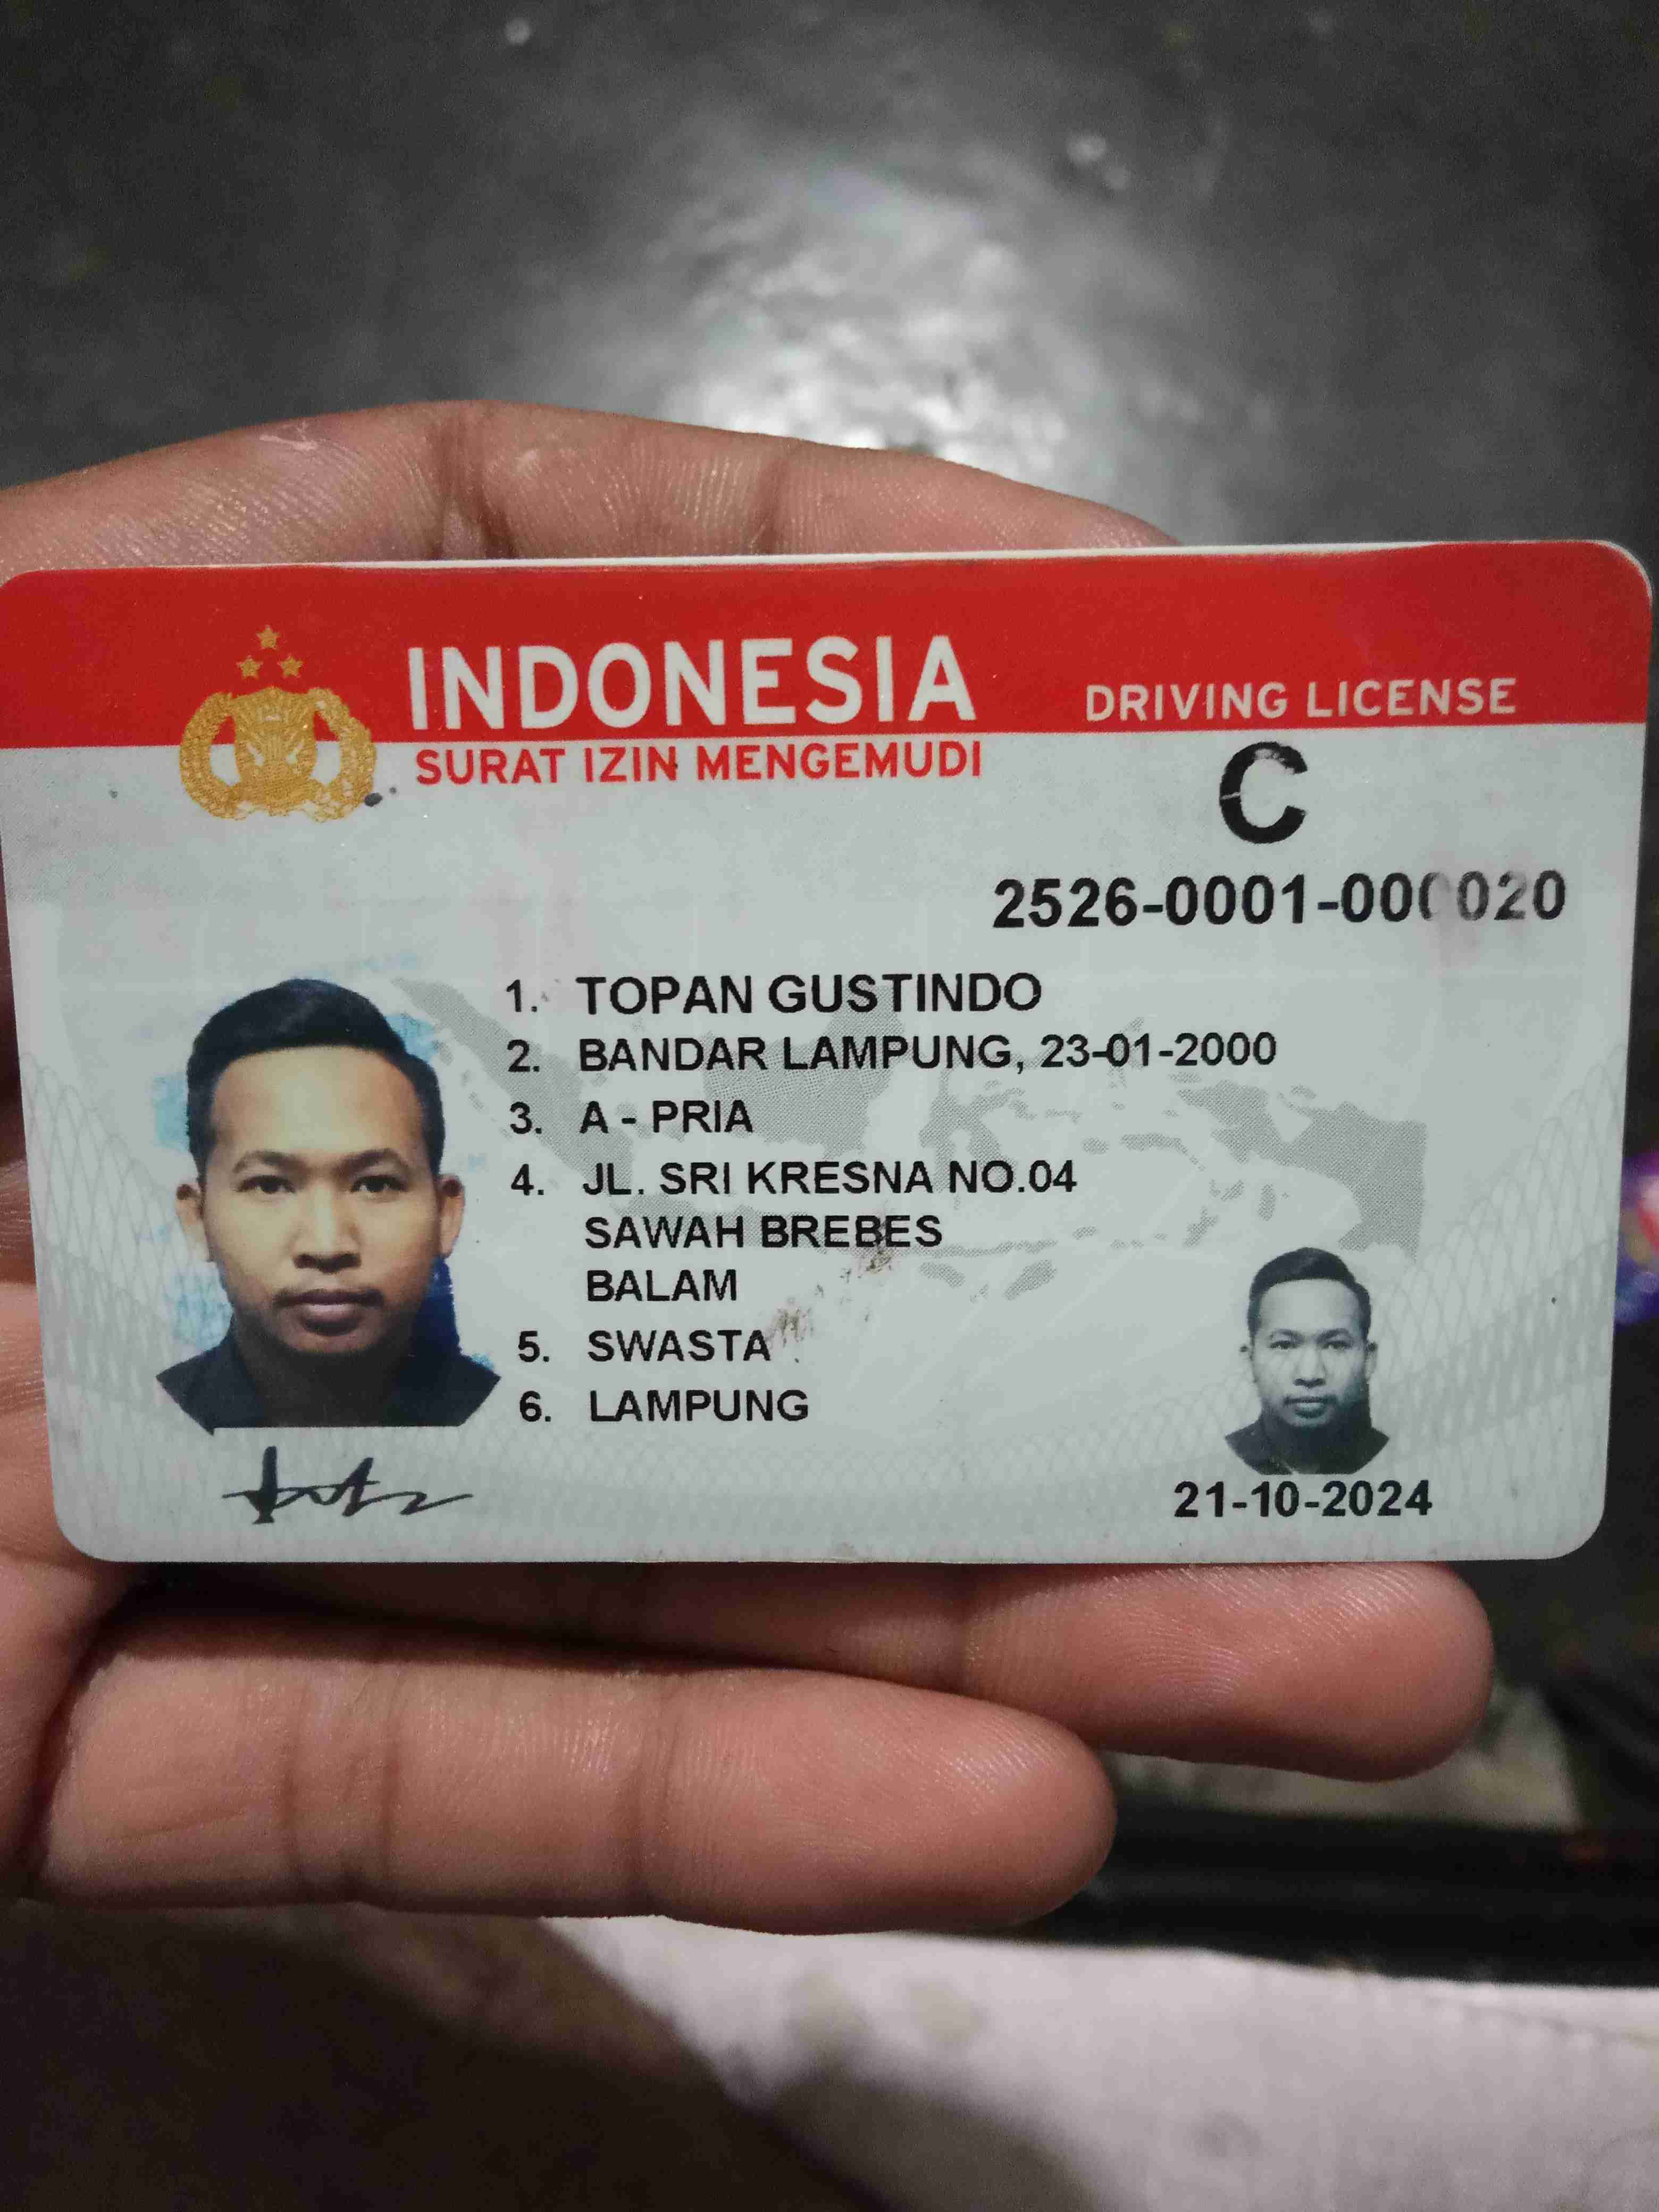 INDONESIA
DRIVING LICENSE
SURAT IZIN MENGEMUDI
C
2526-0001-000020
1. TOPAN GUSTINDO
2. BANDAR LAMPUNG, 23-01-2000
3. A - PRIA
4. JL. SRI KRESNA NO.04
SAWAH BREBES
BALAM
5. SWASTA
6. LAMPUNG
21-10-2024